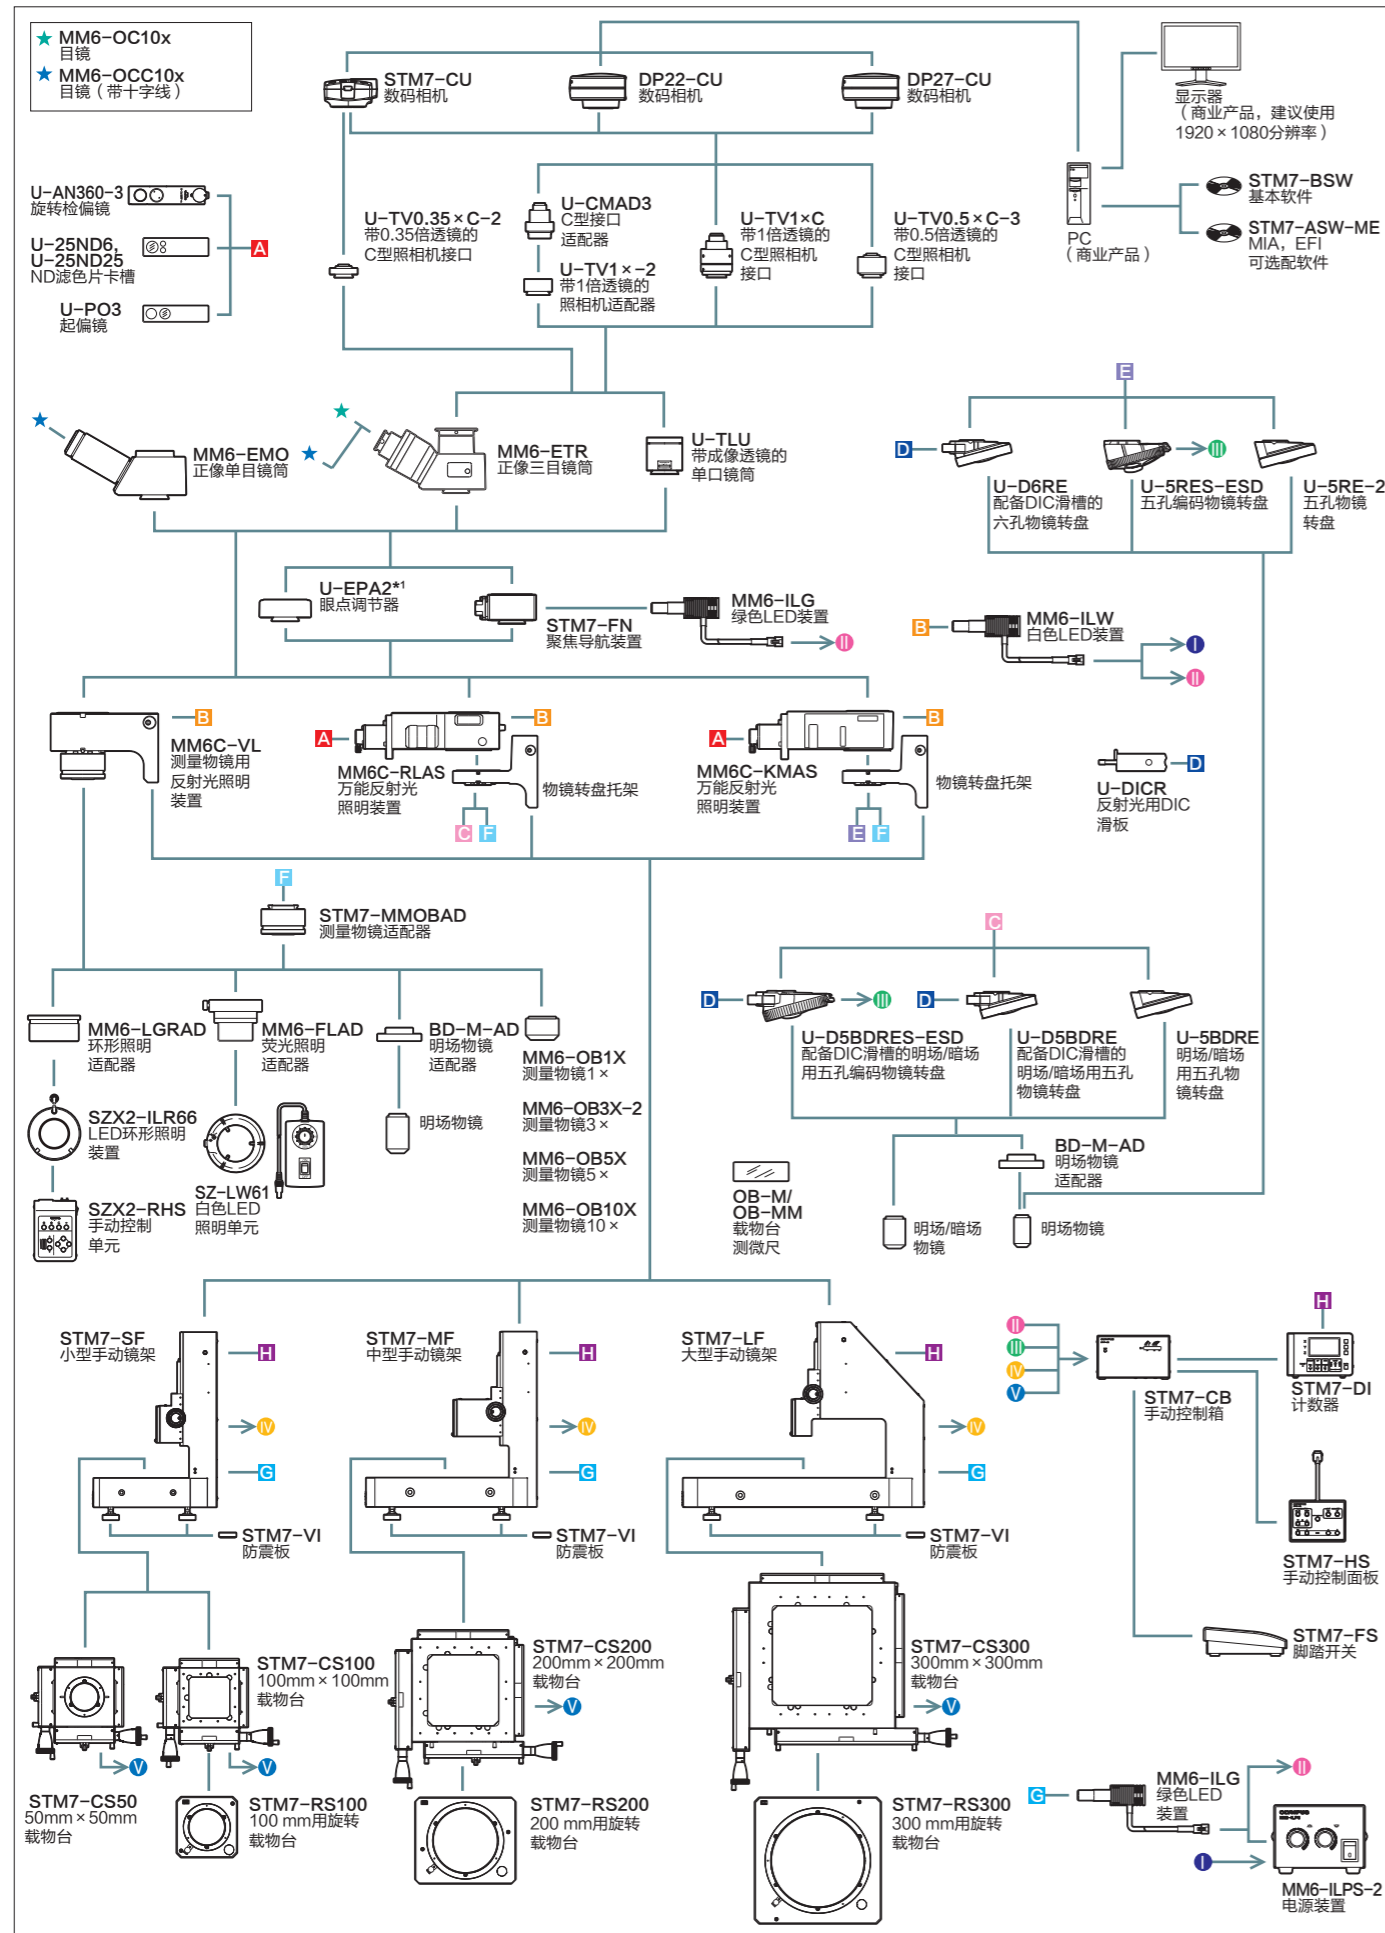 MM6-OC10x
目镜
MM6-OCC10x
目镜（带十字线）
STM7-CU
数码相机
DP22-CU
数码相机
DP27-CU
数码相机
显示器
（商业产品，建议使用
1920×1080分辨率）
U-AN360-3
旋转检偏镜
U-25ND6,
U-25ND25
ND滤色片卡槽
U-PO3
起偏镜
A
U-TV0.35×C-2
带0.35倍透镜的
C型照相机接口
U-CMAD3
C型接口
适配器
U-TV1×-2
带1倍透镜的
照相机适配器
U-TV1×C
带1倍透镜的
C型照相机
接口
U-TV0.5×C-3
带0.5倍透镜的
C型照相机
接口
PC
（商业产品）
STM7-BSW
基本软件
STM7-ASW-ME
MIA，EFI
可选配软件
MM6-EMO
正像单目镜筒
MM6-ETR
正像三目镜筒
U-TLU
带成像透镜的
单口镜筒
E
D
III
U-D6RE
配备DIC滑槽的
六孔物镜转盘
U-5RES-ESD
五孔编码物镜转盘
U-5RE-2
五孔物镜
转盘
U-EPA2*1
眼点调节器
STM7-FN
聚焦导航装置
MM6-ILG
绿色LED装置
II
B
MM6-ILW
白色LED装置
I
II
B
MM6C-VL
测量物镜用
反射光照明
装置
A
B
MM6C-RLAS
万能反射光
照明装置
物镜转盘托架
C
F
A
B
MM6C-KMAS
万能反射光
照明装置
物镜转盘托架
E
F
D
U-DICR
反射光用DIC
滑板
F
STM7-MMOBAD
测量物镜适配器
C
MM6-LGRAD
环形照明
适配器
MM6-FLAD
荧光照明
适配器
BD-M-AD
明场物镜
适配器
MM6-OB1X
测量物镜1×
MM6-OB3X-2
测量物镜3×
MM6-OB5X
测量物镜5×
MM6-OB10X
测量物镜10×
SZX2-ILR66
LED环形照明
装置
SZX2-RHS
手动控制
单元
SZ-LW61
白色LED
照明单元
明场物镜
D
III
U-D5BDRES-ESD
配备DIC滑槽的明场/暗场
用五孔编码物镜转盘
D
U-D5BDRE
配备DIC滑槽的
明场/暗场用五孔
物镜转盘
U-5BDRE
明场/暗场
用五孔物
镜转盘
OB-M/
OB-MM
载物台
测微尺
BD-M-AD
明场物镜
适配器
明场/暗场
物镜
明场物镜
STM7-SF
小型手动镜架
H
IV
G
STM7-VI
防震板
STM7-MF
中型手动镜架
H
IV
G
STM7-VI
防震板
STM7-LF
大型手动镜架
H
IV
G
STM7-VI
防震板
II
III
IV
V
STM7-CB
手动控制箱
H
STM7-DI
计数器
STM7-HS
手动控制面板
STM7-FS
脚踏开关
STM7-CS50
50mm×50mm
载物台
V
STM7-CS100
100mm×100mm
载物台
V
STM7-RS100
100 mm用旋转
载物台
STM7-CS200
200mm×200mm
载物台
V
STM7-RS200
200 mm用旋转
载物台
STM7-CS300
300mm×300mm
载物台
V
STM7-RS300
300 mm用旋转
载物台
G
MM6-ILG
绿色LED
装置
II
I
OLYMPUS
MM6-ILPS-2
电源装置